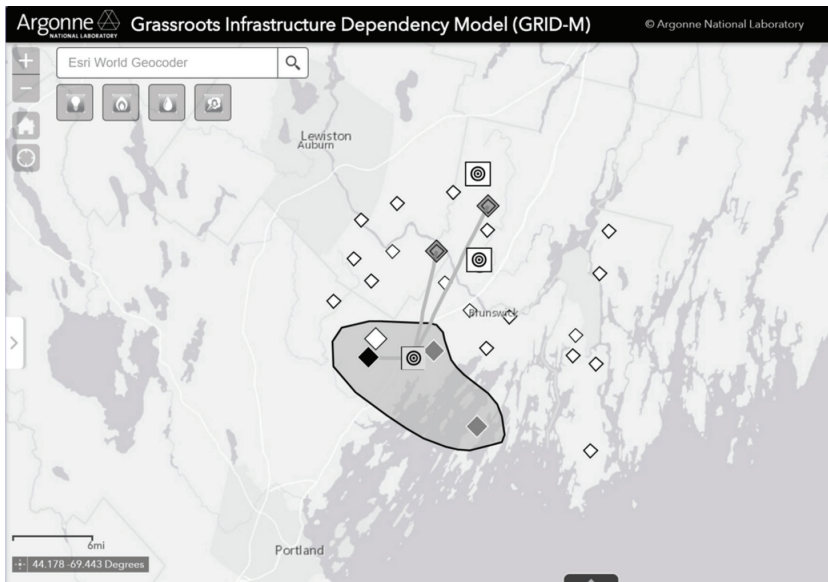 Argonne
NATIONAL LABORATORY
Grassroots Infrastructure Dependency Model (GRID-M)
© Argonne National Laboratory
+
Esri World Geocoder
−
Lewiston
Auburn
Brunswick
6mi
Portland
44.178 -69.443 Degrees